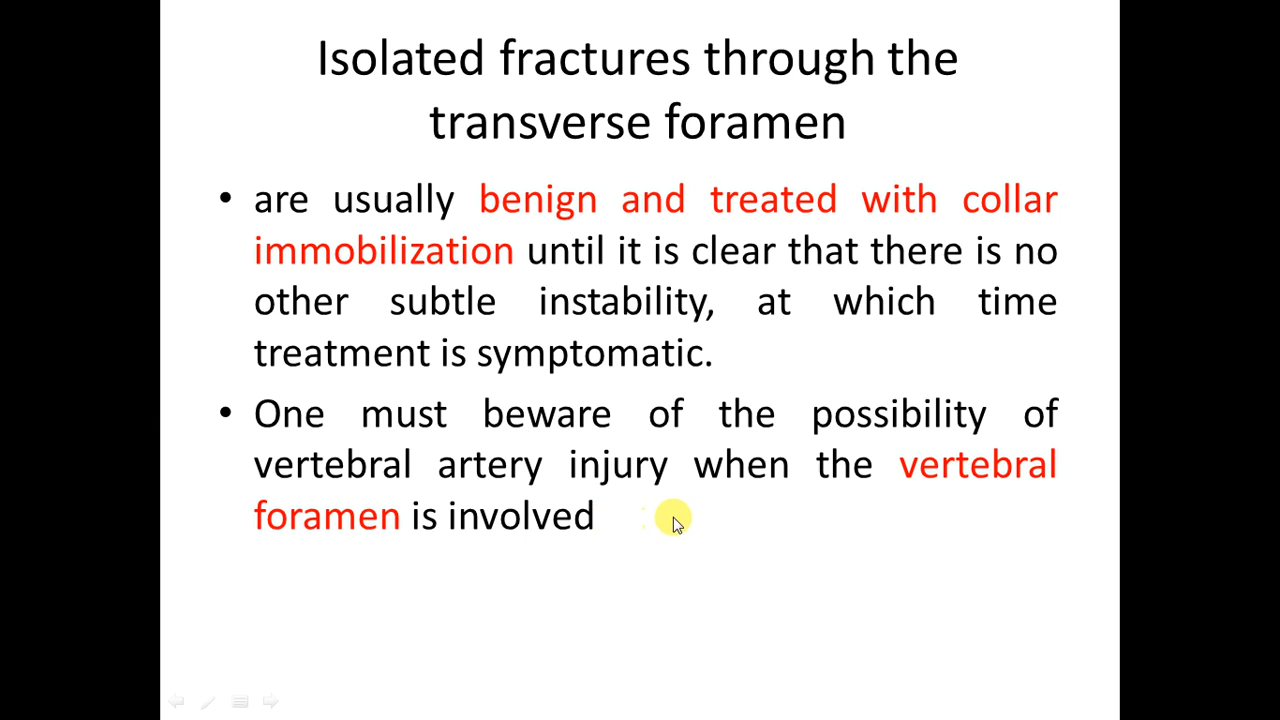 Isolated fractures through the
transverse foramen
• are usually benign and treated with collar
immobilization until it is clear that there is no
other subtle instability, at which time
treatment is symptomatic.
• One must beware of the possibility of
vertebral artery injury when the vertebral
foramen is involved